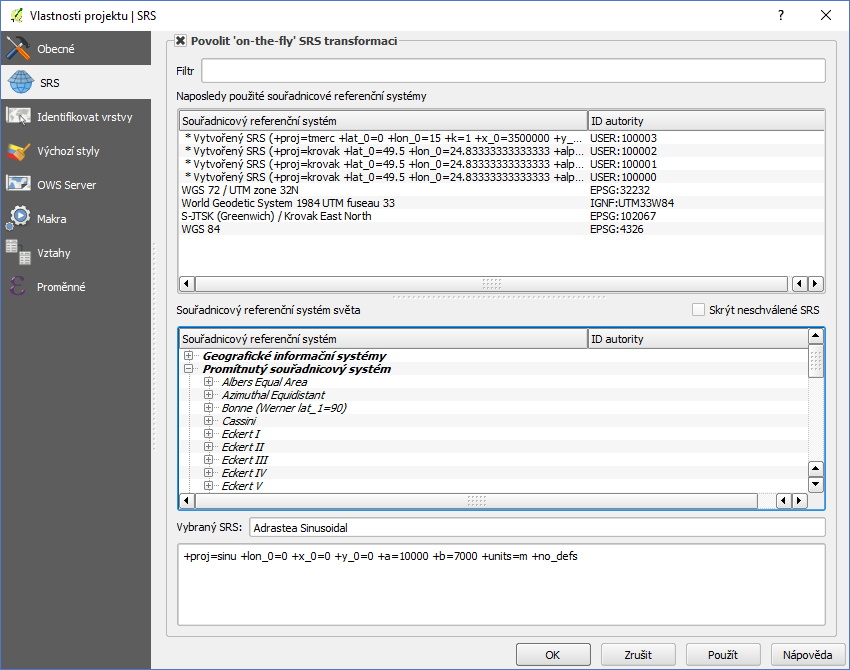 Vlastnosti projektu | SRS
Obecné
SRS
Identifikovat vrstvy
Výchozí styly
OWS Server
Makra
Vztahy
Proměnné
Povolit 'on-the-fly' SRS transformaci
Filtr
Naposledy použité souřadnicové referenční systémy
Souřadnicový referenční systém ID autority
* Vytvořený SRS (+proj=tmerc +lat_0=0 +lon_0=15 +k=1 +x_0=3500000 +y_... USER:100003
* Vytvořený SRS (+proj=krovak +lat_0=49.5 +lon_0=24.83333333333333 +alp... USER:100002
* Vytvořený SRS (+proj=krovak +lat_0=49.5 +lon_0=24.83333333333333 +alp... USER:100001
* Vytvořený SRS (+proj=krovak +lat_0=49.5 +lon_0=24.83333333333333 +alp... USER:100000
WGS 72 / UTM zone 32N EPSG:32232
World Geodetic System 1984 UTM fuseau 33 IGNF:UTM33W84
S-JTSK (Greenwich) / Krovak East North EPSG:102067
WGS 84 EPSG:4326
Souřadnicový referenční systém světa Skrýt neschválené SRS
Souřadnicový referenční systém ID autority
Geografické informační systémy
Promítnutý souřadnicový systém
Albers Equal Area
Azimuthal Equidistant
Bonne (Werner lat_1=90)
Cassini
Eckert I
Eckert II
Eckert III
Eckert IV
Eckert V
Vybraný SRS: Adrastea Sinusoidal
+proj=sinu +lon_0=0 +x_0=0 +y_0=0 +a=10000 +b=7000 +units=m +no_defs
OK Zrušit Použít Nápověda